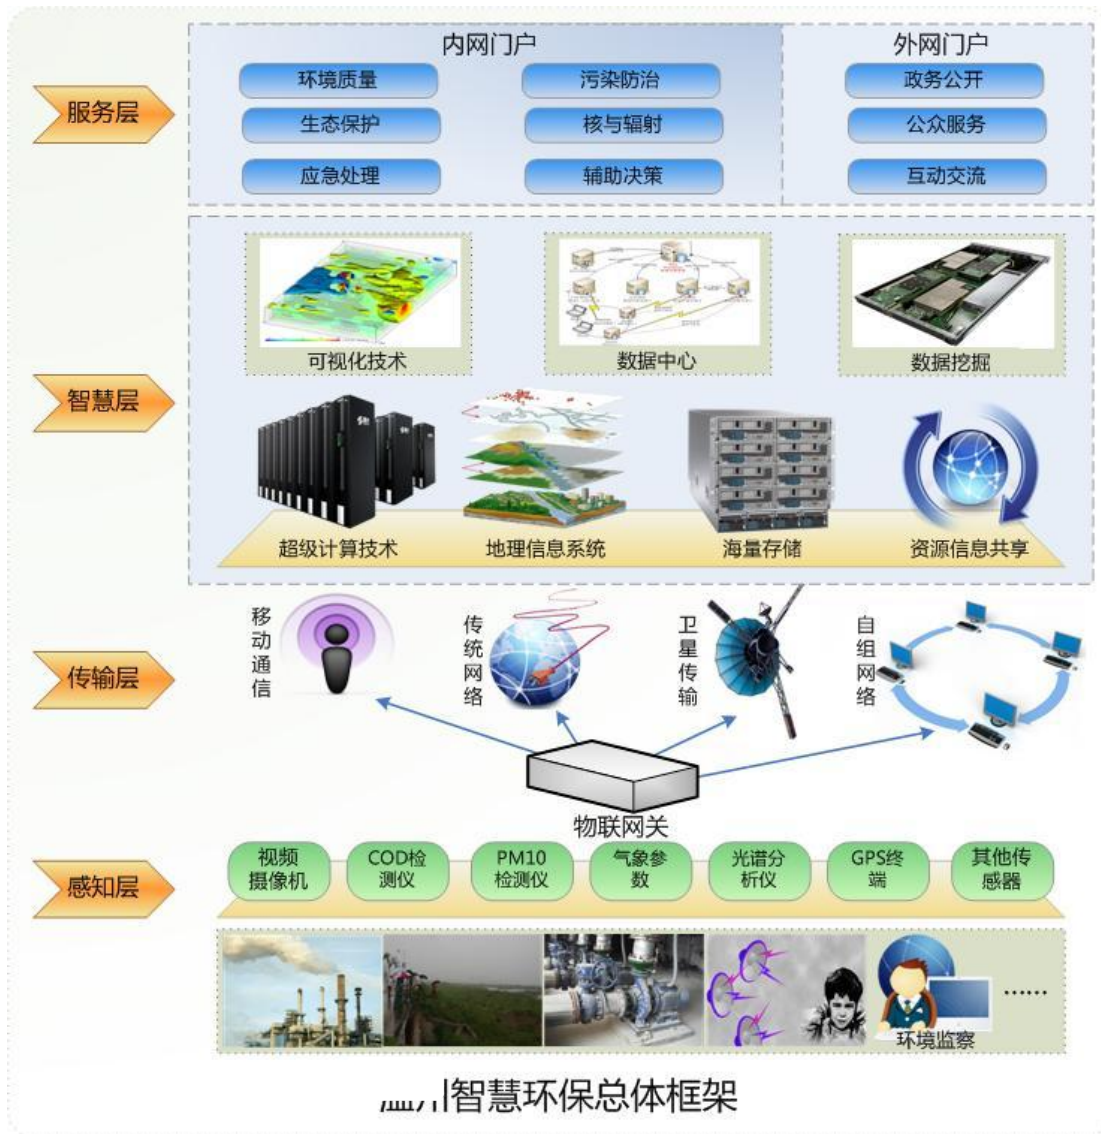 内网门户
外网门户
环境质量
污染防治
政务公开
服务层
生态保护
核与辐射
公众服务
应急处理
辅助决策
互动交流
可视化技术
数据中心
数据挖掘
智慧层
超级计算技术
地理信息系统
海量存储
资源信息共享
移动通信
传统网络
卫星传输
自组网络
传输层
物联网关
感知层
视频
摄像机
COD检
测仪
PM10
检测仪
气象参
数
光谱分
析仪
GPS终
端
其他传
感器
环境监察
······
温州智慧环保总体框架